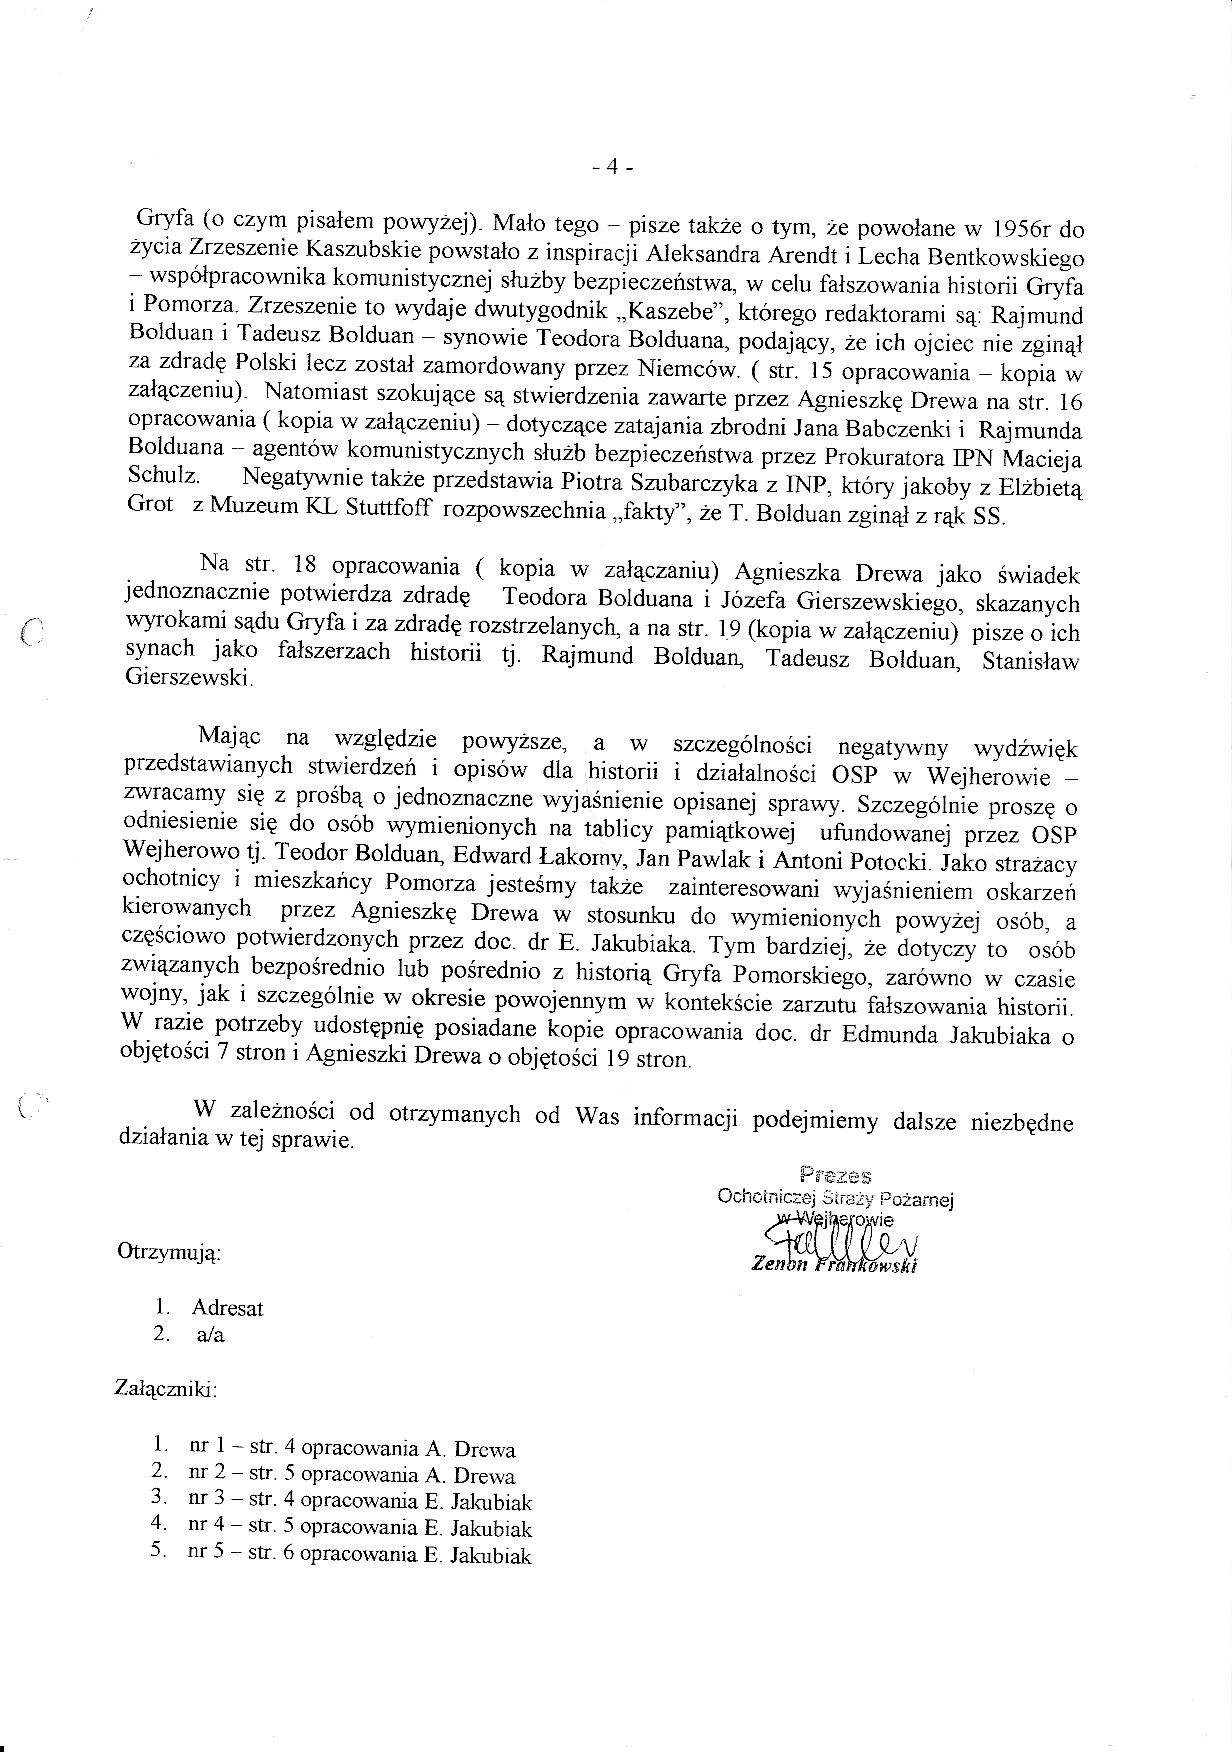 - 4 -
Gryfa (o czym pisałem powyżej). Mało tego – pisze także o tym, że powołane w 1956r do
życia Zrzeszenie Kaszubskie powstało z inspiracji Aleksandra Arendt i Lecha Bentkowskiego
– współpracownika komunistycznej służby bezpieczeństwa, w celu fałszowania historii Gryfa
i Pomorza. Zrzeszenie to wydaje dwutygodnik „Kaszebe”, którego redaktorami są: Rajmund
Bolduan i Tadeusz Bolduan – synowie Teodora Bolduana, podający, że ich ojciec nie zginął
za zdradę Polski lecz został zamordowany przez Niemców. ( str. 15 opracowania – kopia w
załączeniu). Natomiast szokujące są stwierdzenia zawarte przez Agnieszkę Drewa na str. 16
opracowania ( kopia w załączeniu) – dotyczące zatajania zbrodni Jana Babczenki i Rajmunda
Bolduana – agentów komunistycznych służb bezpieczeństwa przez Prokuratora IPN Macieja
Schulz. Negatywnie także przedstawia Piotra Szubarczyka z INP, który jakoby z Elżbietą
Grot z Muzeum KL Stuttfoff rozpowszechnia „fakty”, że T. Bolduan zginął z rąk SS.
Na str. 18 opracowania ( kopia w załączaniu) Agnieszka Drewa jako świadek
jednoznacznie potwierdza zdradę Teodora Bolduana i Józefa Gierszewskiego, skazanych
wyrokami sądu Gryfa i za zdradę rozstrzelanych, a na str. 19 (kopia w załączeniu) pisze o ich
synach jako fałszerzach historii tj. Rajmund Bolduan, Tadeusz Bolduan, Stanisław
Gierszewski.
Mając na względzie powyższe, a w szczególności negatywny wydźwięk
przedstawianych stwierdzeń i opisów dla historii i działalności OSP w Wejherowie –
zwracamy się z prośbą o jednoznaczne wyjaśnienie opisanej sprawy. Szczególnie proszę o
odniesienie się do osób wymienionych na tablicy pamiątkowej ufundowanej przez OSP
Wejherowo tj. Teodor Bolduan, Edward Łakomy, Jan Pawlak i Antoni Potocki. Jako strażacy
ochotnicy i mieszkańcy Pomorza jesteśmy także zainteresowani wyjaśnieniem oskarzeń
kierowanych przez Agnieszkę Drewa w stosunku do wymienionych powyżej osób, a
częściowo potwierdzonych przez doc. dr E. Jakubiaka. Tym bardziej, że dotyczy to osób
związanych bezpośrednio lub pośrednio z historią Gryfa Pomorskiego, zarówno w czasie
wojny, jak i szczególnie w okresie powojennym w kontekście zarzutu fałszowania historii.
W razie potrzeby udostępnię posiadane kopie opracowania doc. dr Edmunda Jakubiaka o
objętości 7 stron i Agnieszki Drewa o objętości 19 stron.
W zależności od otrzymanych od Was informacji podejmiemy dalsze niezbędne
działania w tej sprawie.
Prezes
Ochotniczej Straży Pożarnej
w Wejherowie
Zenon Frankowski
Otrzymują:
1. Adresat
2. a/a
Załączniki:
1. nr 1 – str. 4 opracowania A. Drewa
2. nr 2 – str. 5 opracowania A. Drewa
3. nr 3 – str. 4 opracowania E. Jakubiak
4. nr 4 – str. 5 opracowania E. Jakubiak
5. nr 5 – str. 6 opracowania E. Jakubiak